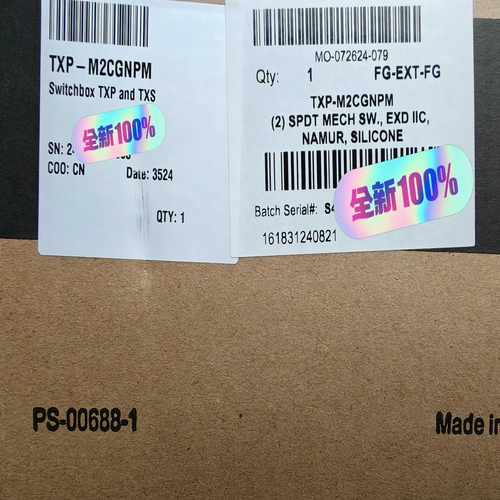 TXP-M2CGNPM
Switchbox TXP and TXS
全新100%
SN: 2
COO: CN
Date: 3524
QTY: 1
MO-072624-079
Qty: 1 FG-EXT-FG
TXP-M2CGNPM
(2) SPDT MECH SW., EXD IIC,
NAMUR, SILICONE
Batch Serial#: S4
全新100%
161831240821
PS-00688-1
Made in